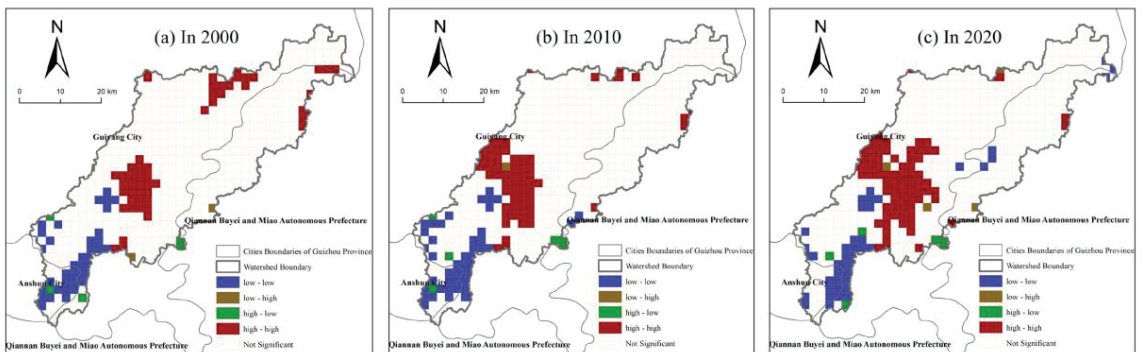 N
(a) In 2000
0 10 20 km
Guiyang City
Qiannan Buyei and Miao Autonomous Prefecture
Cities Boundaries of Guizhou Province
Watershed Boundary
Anshun City
low - low
low - high
high - low
high - high
Qiannan Buyei and Miao Autonomous Prefecture
Not Significant
N
(b) In 2010
0 10 20 km
Guiyang City
Qiannan Buyei and Miao Autonomous Prefecture
Cities Boundaries of Guizhou Province
Watershed Boundary
Anshun City
low - low
low - high
high - low
high - high
Qiannan Buyei and Miao Autonomous Prefecture
Not Significant
N
(c) In 2020
0 10 20 km
Guiyang City
Qiannan Buyei and Miao Autonomous Prefecture
Cities Boundaries of Guizhou Province
Watershed Boundary
Anshun City
low - low
low - high
high - low
high - high
Qiannan Buyei and Miao Autonomous Prefecture
Not Significant